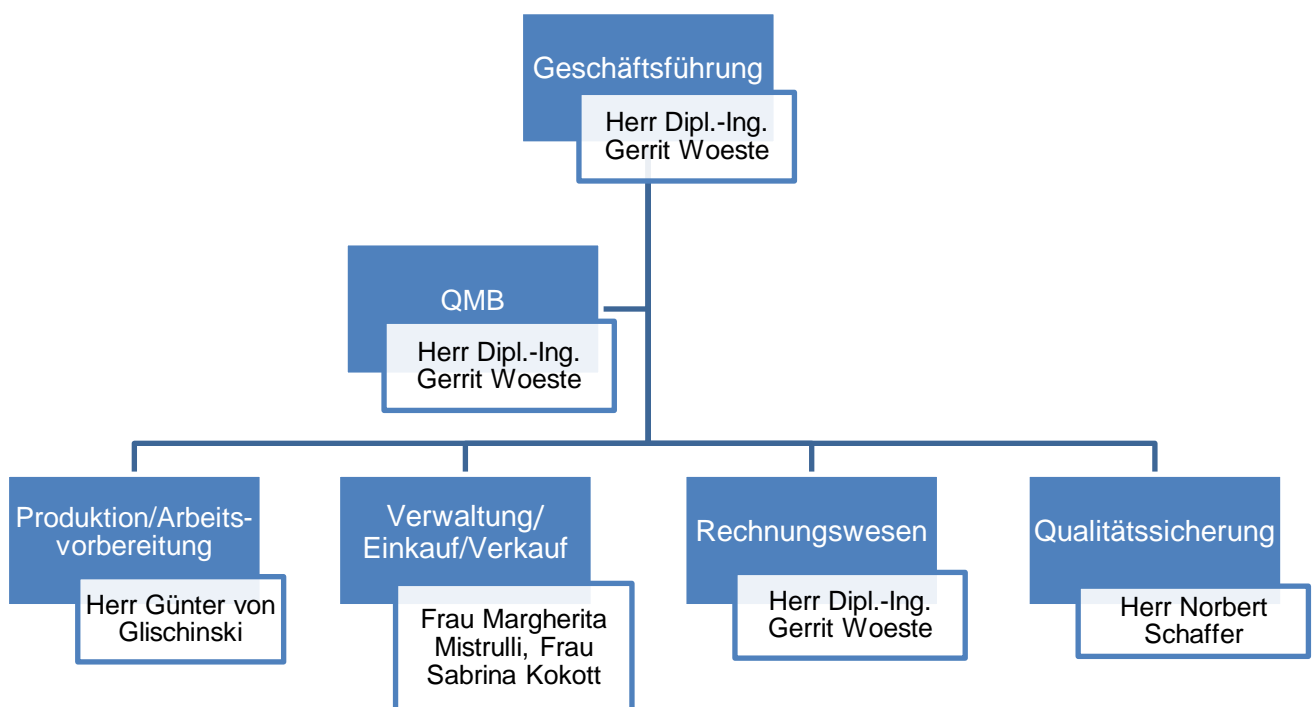 Geschäftsführung
Herr Dipl.-Ing.
Gerrit Woeste
QMB
Herr Dipl.-Ing.
Gerrit Woeste
Produktion/Arbeits-
vorbereitung
Herr Günter von
Glischinski
Verwaltung/
Einkauf/Verkauf
Frau Margherita
Mistrulli, Frau
Sabrina Kokott
Rechnungswesen
Herr Dipl.-Ing.
Gerrit Woeste
Qualitätssicherung
Herr Norbert
Schaffer